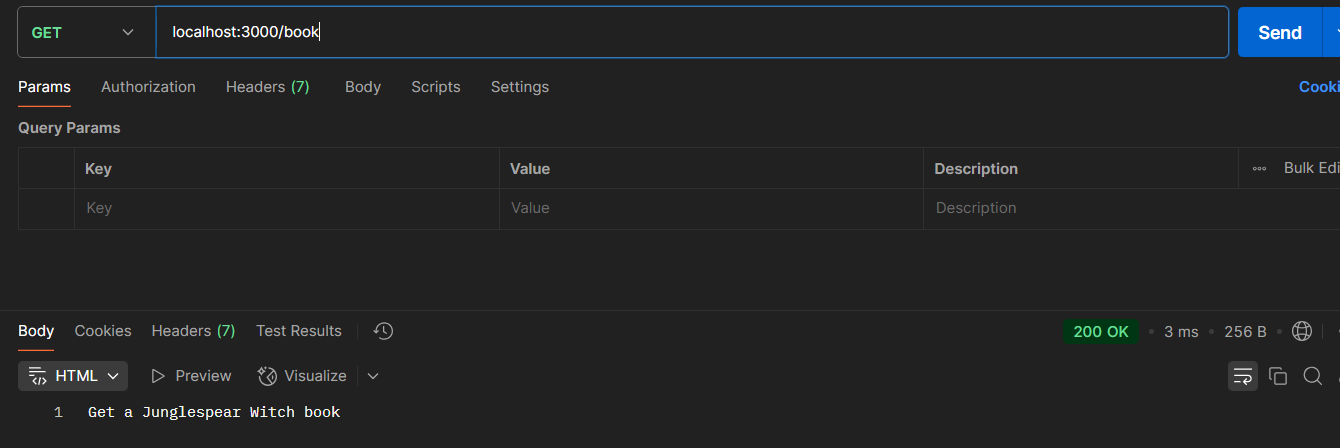 GET localhost:3000/book Send
Params Authorization Headers (7) Body Scripts Settings Cooki
Query Params
Key Value Description Bulk Edi
Key Value Description
Body Cookies Headers (7) Test Results 200 OK • 3 ms • 256 B •
HTML Preview Visualize
1 Get a Junglespear Witch book